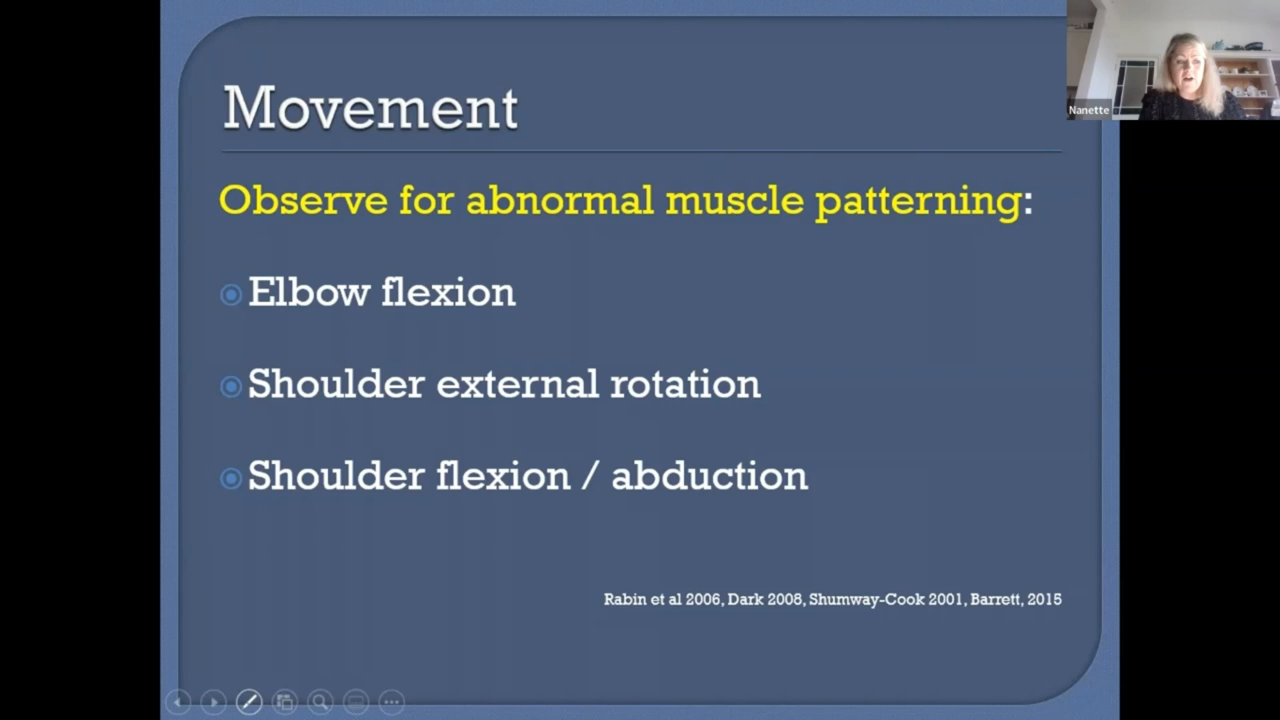 Movement
Nanette
Observe for abnormal muscle patterning:
Elbow flexion
Shoulder external rotation
Shoulder flexion / abduction
Rabin et al 2006, Dark 2008, Shumway-Cook 2001, Barrett, 2015